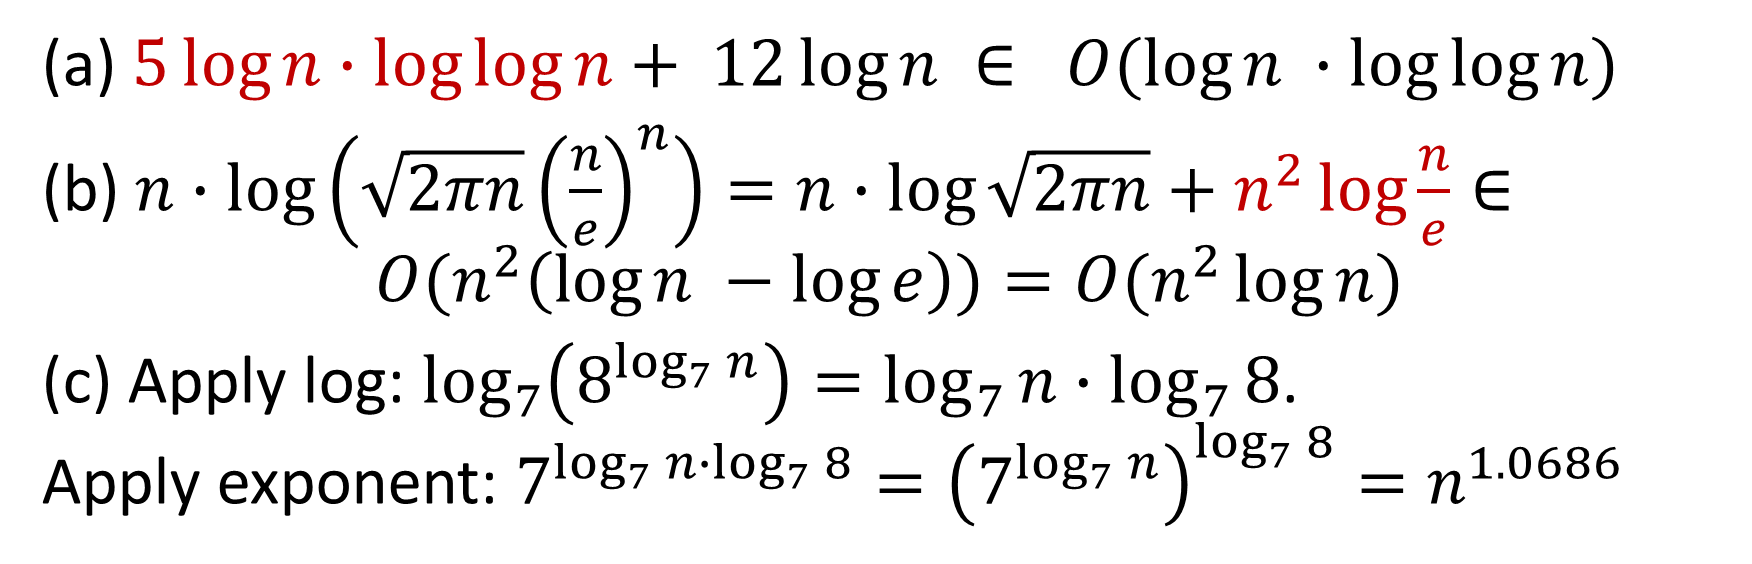 (a) 5 log n · log log n + 12 log n ∈ O(log n · log log n)
(b) n · log(√(2πn) (n/e)ⁿ) = n · log √(2πn) + n² log n/e ∈
O(n²(log n − log e)) = O(n² log n)
(c) Apply log: log₇(8^(log₇ n)) = log₇ n · log₇ 8.
Apply exponent: 7^(log₇ n·log₇ 8) = (7^(log₇ n))^(log₇ 8) = n^1.0686